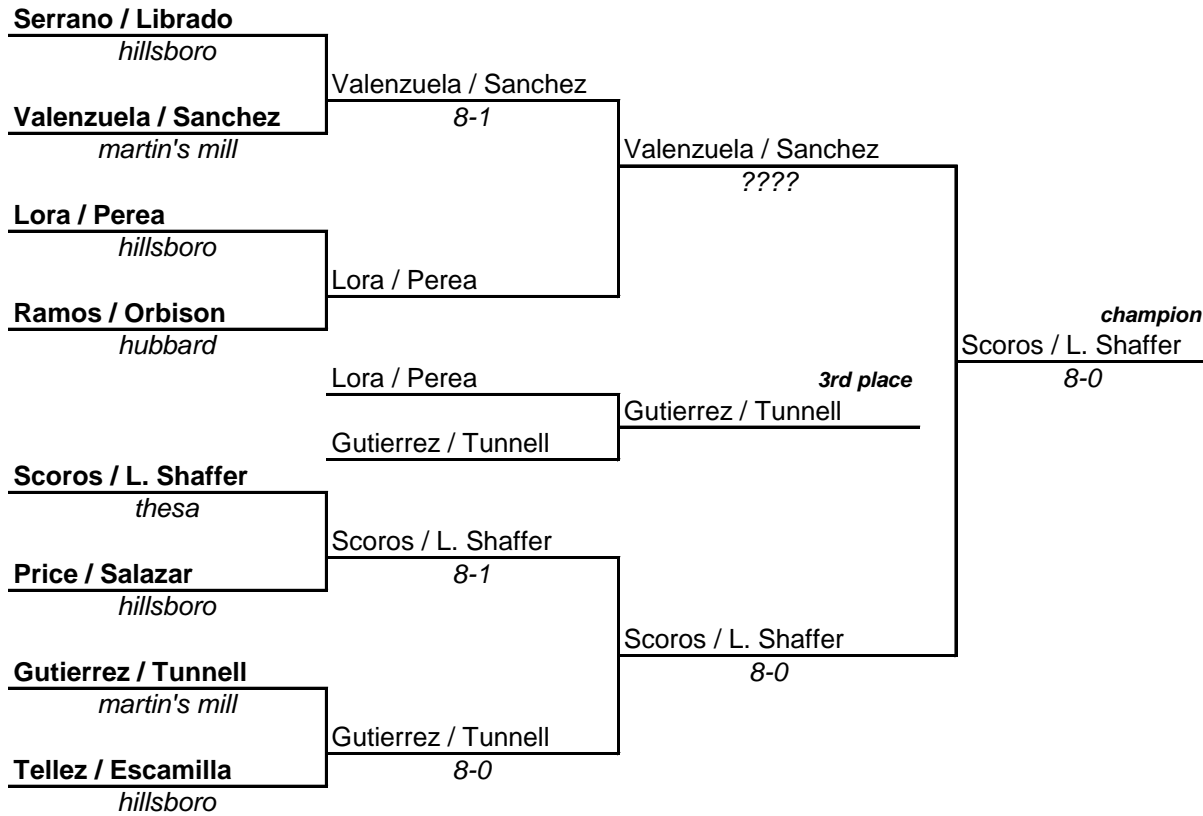 Serrano / Librado
hillsboro
Valenzuela / Sanchez
8-1
Valenzuela / Sanchez
martin's mill
Valenzuela / Sanchez
????
Lora / Perea
hillsboro
Lora / Perea
Ramos / Orbison
hubbard
champion
Scoros / L. Shaffer
8-0
Lora / Perea
3rd place
Gutierrez / Tunnell
Gutierrez / Tunnell
Scoros / L. Shaffer
thesa
Scoros / L. Shaffer
8-1
Price / Salazar
hillsboro
Scoros / L. Shaffer
8-0
Gutierrez / Tunnell
martin's mill
Gutierrez / Tunnell
8-0
Tellez / Escamilla
hillsboro